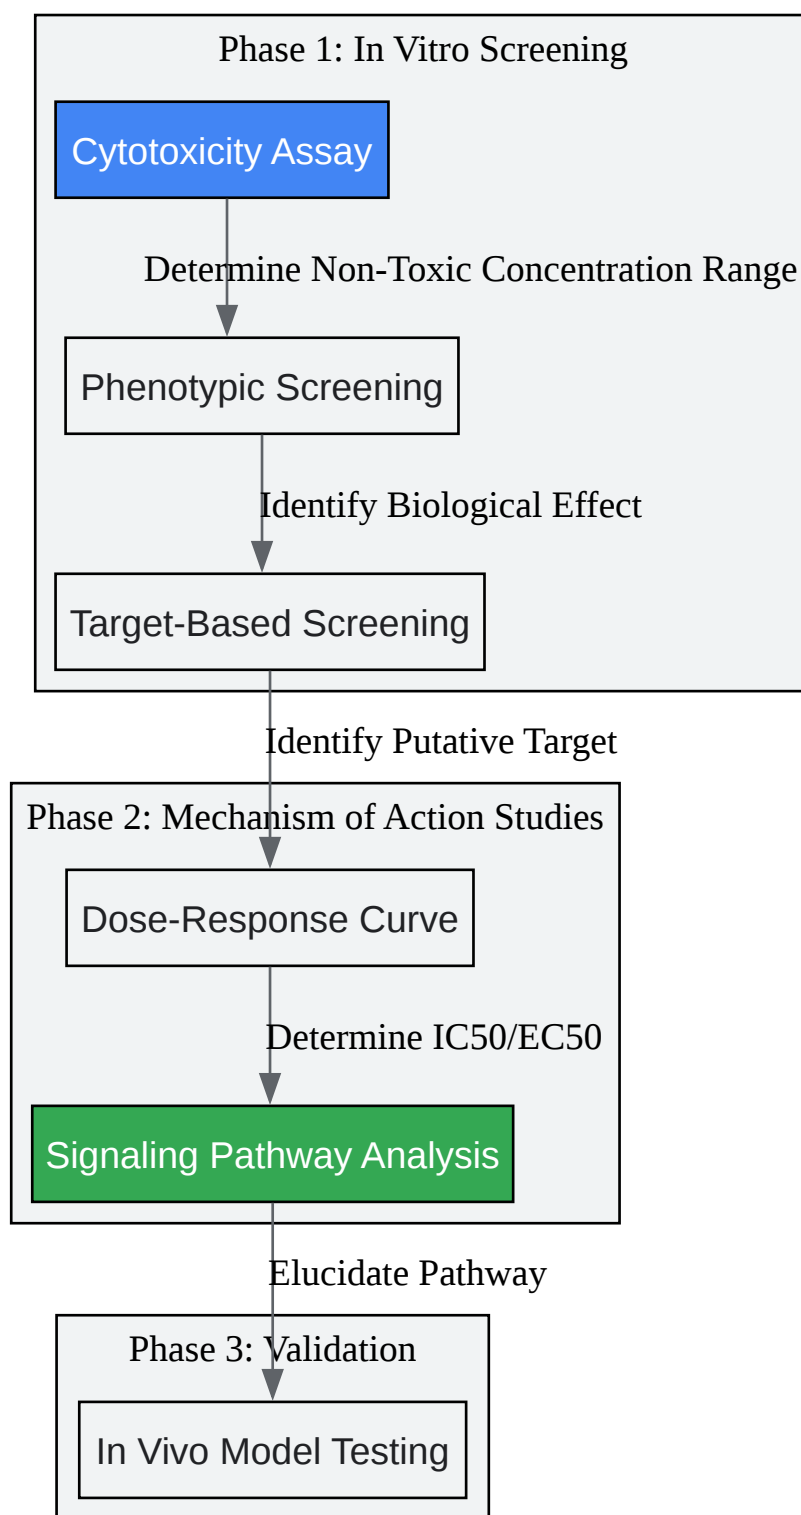 Phase 1: In Vitro Screening
Cytotoxicity Assay
Determine Non-Toxic Concentration Range
Phenotypic Screening
Identify Biological Effect
Target-Based Screening
Identify Putative Target
Phase 2: Mechanism of Action Studies
Dose-Response Curve
Determine IC50/EC50
Signaling Pathway Analysis
Elucidate Pathway
Phase 3: Validation
In Vivo Model Testing